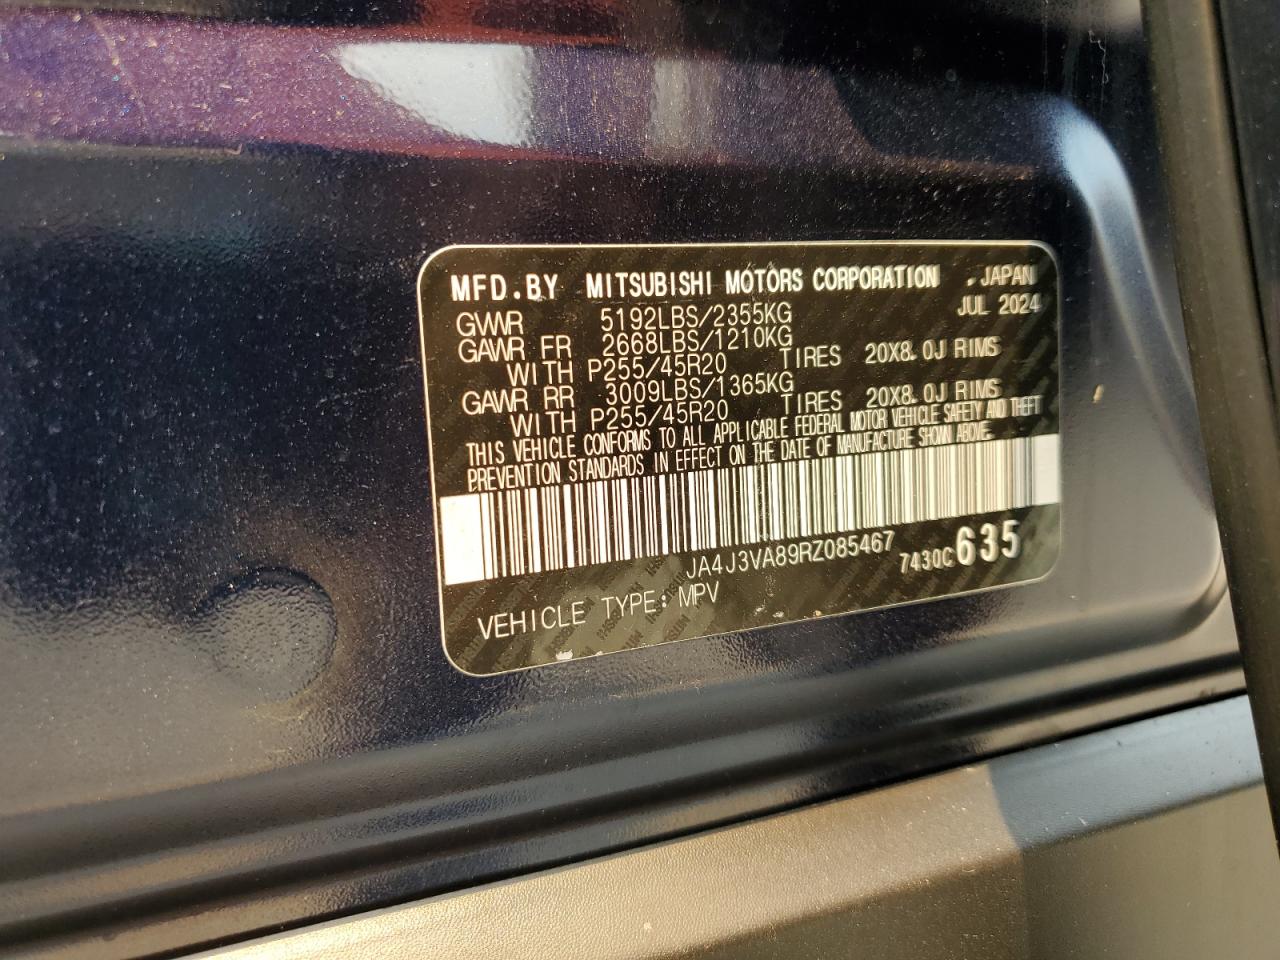 MFD.BY MITSUBISHI MOTORS CORPORATION . JAPAN
JUL 2024
GVWR 5192LBS/2355KG
GAWR FR 2668LBS/1210KG
WITH P255/45R20 TIRES 20X8.0J RIMS
GAWR RR 3009LBS/1365KG
WITH P255/45R20 TIRES 20X8.0J RIMS
THIS VEHICLE CONFORMS TO ALL APPLICABLE FEDERAL MOTOR VEHICLE SAFETY AND THEFT
PREVENTION STANDARDS IN EFFECT ON THE DATE OF MANUFACTURE SHOWN ABOVE.
JA4J3VA89RZ085467 7430C635
VEHICLE TYPE:MPV